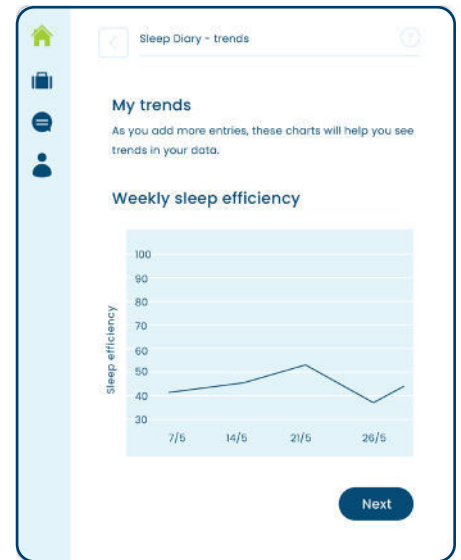 Sleep Diary - trends
?
My trends
As you add more entries, these charts will help you see
trends in your data.
Weekly sleep efficiency
Sleep efficiency
100
90
80
70
60
50
40
30
7/5 14/5 21/5 26/5
Next